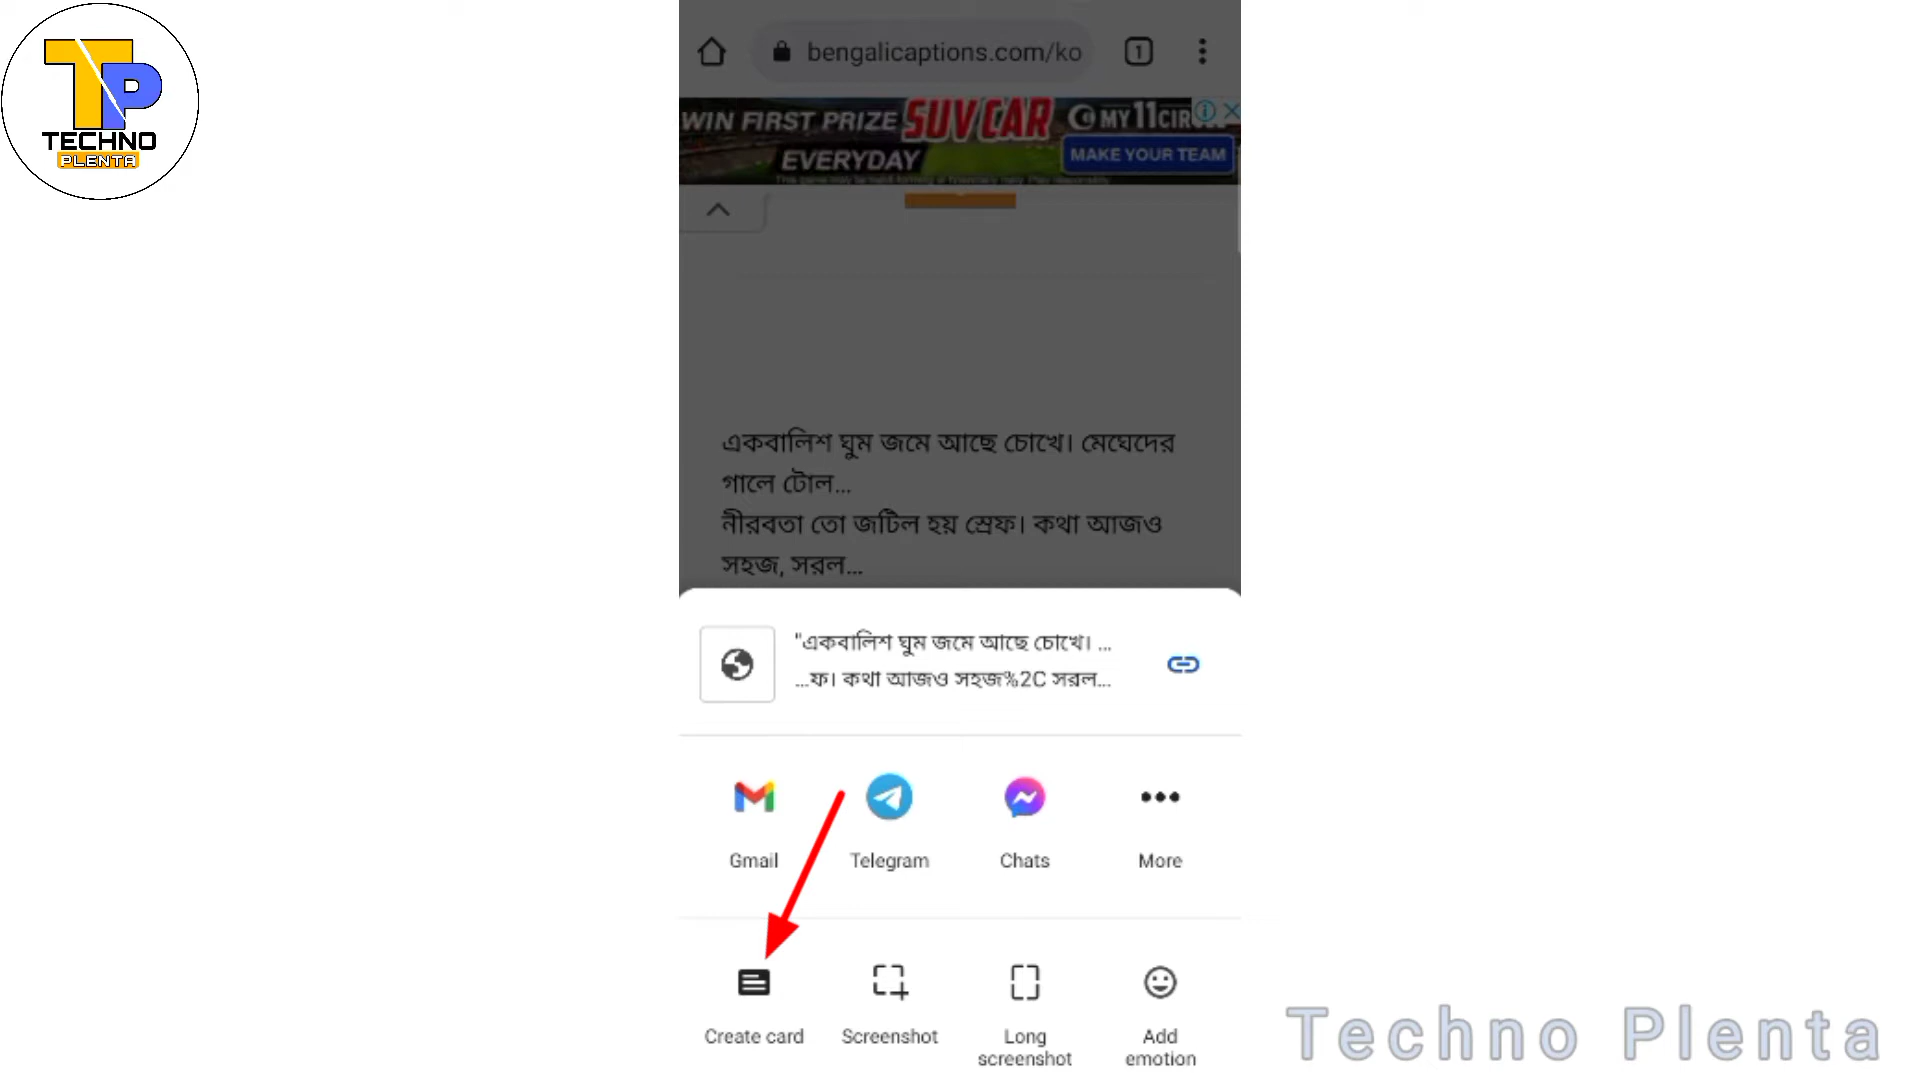 TP
TECHNO
PLENTA
bengalicaptions.com/ko
1
WIN FIRST PRIZE SUV CAR
EVERYDAY
MY11CIR
MAKE YOUR TEAM
একবালিশ ঘুম জমে আছে চোখে। মেঘেদের
গালে টোল...
নীরবতা তো জটিল হয় স্রেফ। কথা আজও
সহজ, সরল...
"একবালিশ ঘুম জমে আছে চোখে। ...
...ফ। কথা আজও সহজ%2C সরল...
Gmail
Telegram
Chats
More
Create card
Screenshot
Long
screenshot
Add
emotion
Techno Plenta